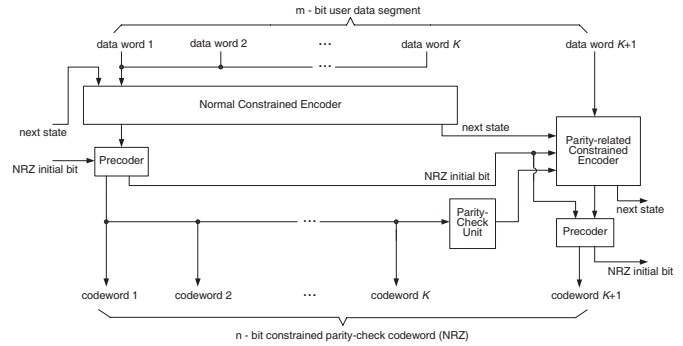 m - bit user data segment
data word 1 data word 2 ... data word K data word K+1
...
Normal Constrained Encoder
next state
next state
Parity-related
Constrained
Encoder
Precoder
NRZ initial bit
NRZ initial bit
next state
...
Parity-
Check
Unit
Precoder
NRZ initial bit
codeword 1 codeword 2 ... codeword K codeword K+1
n - bit constrained parity-check codeword (NRZ)